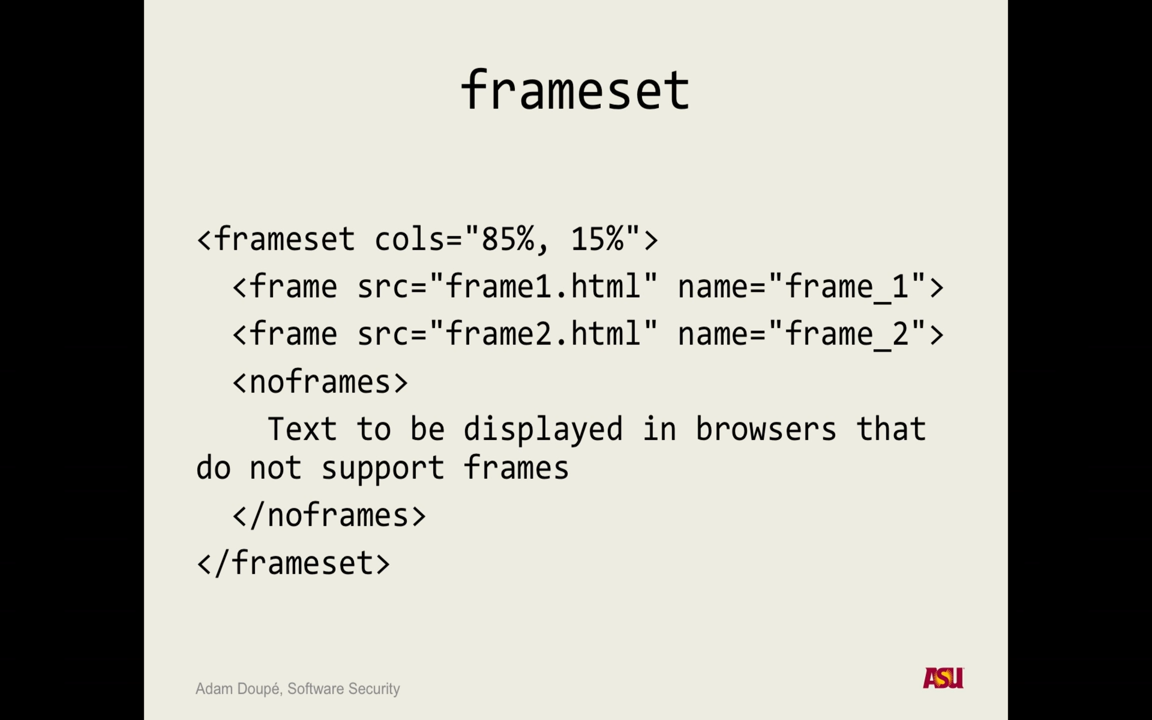 frameset
<frameset cols="85%, 15%">
  <frame src="frame1.html" name="frame_1">
  <frame src="frame2.html" name="frame_2">
  <noframes>
    Text to be displayed in browsers that
do not support frames
  </noframes>
</frameset>
Adam Doupé, Software Security
ASU